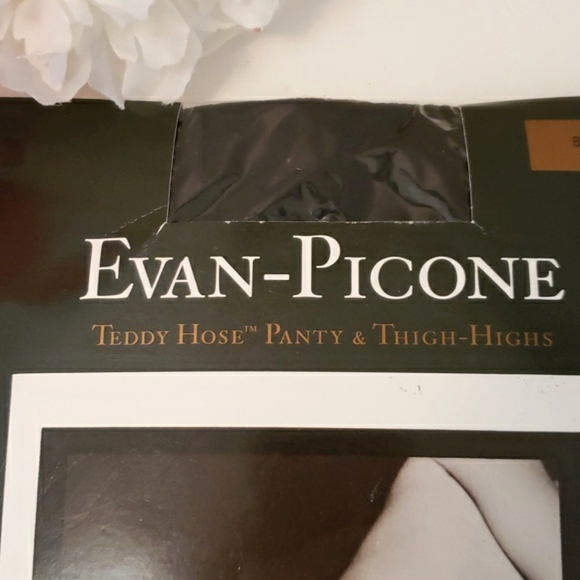 EVAN-PICONE
TEDDY HOSE™ PANTY & THIGH-HIGHS